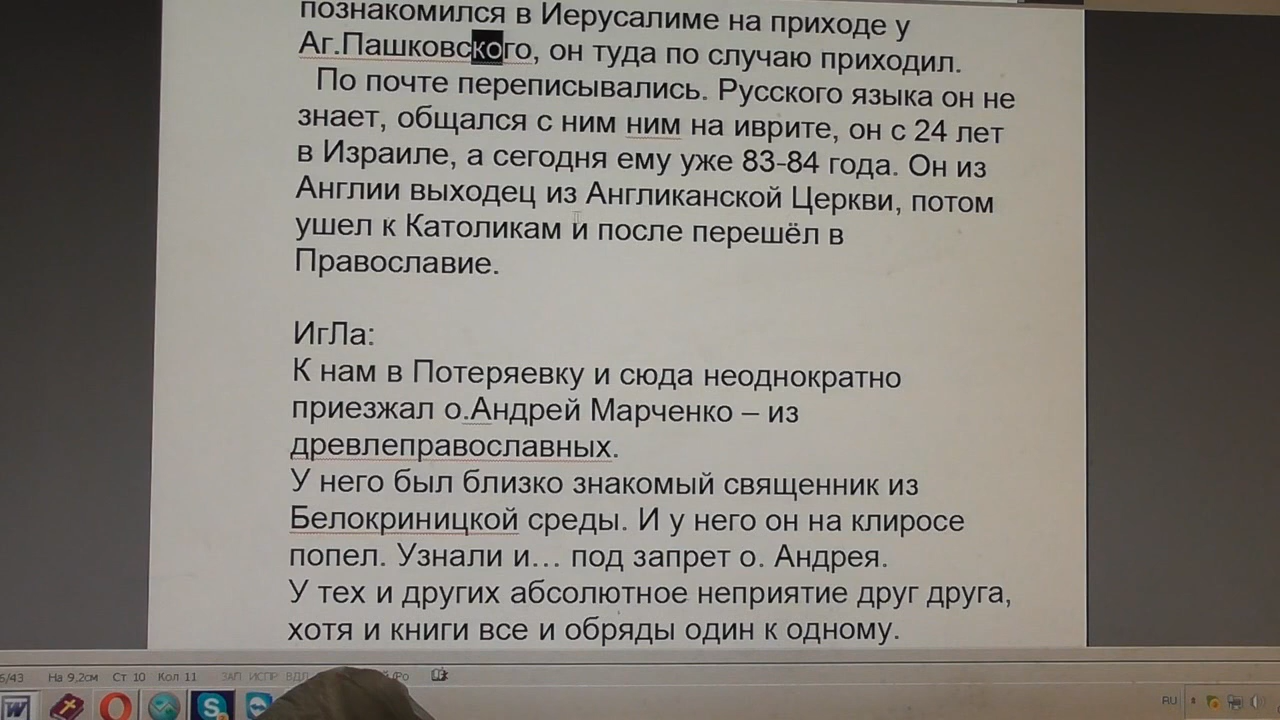 познакомился в Иерусалиме на приходе у
Аг.Пашковского, он туда по случаю приходил.
По почте переписывались. Русского языка он не
знает, общался с ним ним на иврите, он с 24 лет
в Израиле, а сегодня ему уже 83-84 года. Он из
Англии выходец из Англиканской Церкви, потом
ушел к Католикам и после перешёл в
Православие.
ИгЛа:
К нам в Потеряевку и сюда неоднократно
приезжал о.Андрей Марченко – из
древлеправославных.
У него был близко знакомый священник из
Белокриницкой среды. И у него он на клиросе
попел. Узнали и… под запрет о. Андрея.
У тех и других абсолютное неприятие друг друга,
хотя и книги все и обряды один к одному.
На 9,2см Ст 10 Кол 11 ЗАП ИСПР ВДЛ
RU